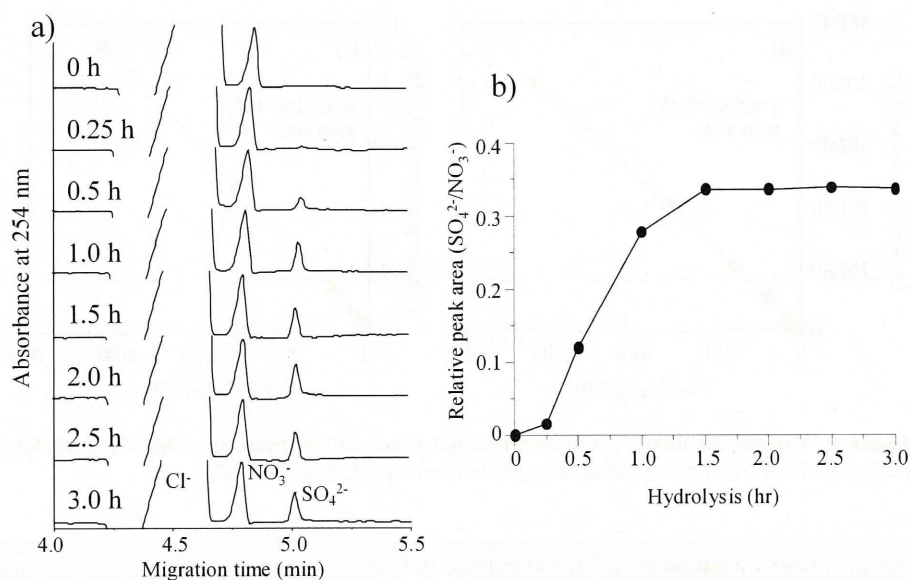 a)
0 h
0.25 h
0.5 h
1.0 h
1.5 h
2.0 h
2.5 h
3.0 h
Absorbance at 254 nm
Cl⁻
NO₃⁻
SO₄²⁻
4.0 4.5 5.0 5.5
Migration time (min)
b)
Relative peak area (SO₄²⁻/NO₃⁻)
0.4
0.3
0.2
0.1
0
0.0 0.5 1.0 1.5 2.0 2.5 3.0
Hydrolysis (hr)